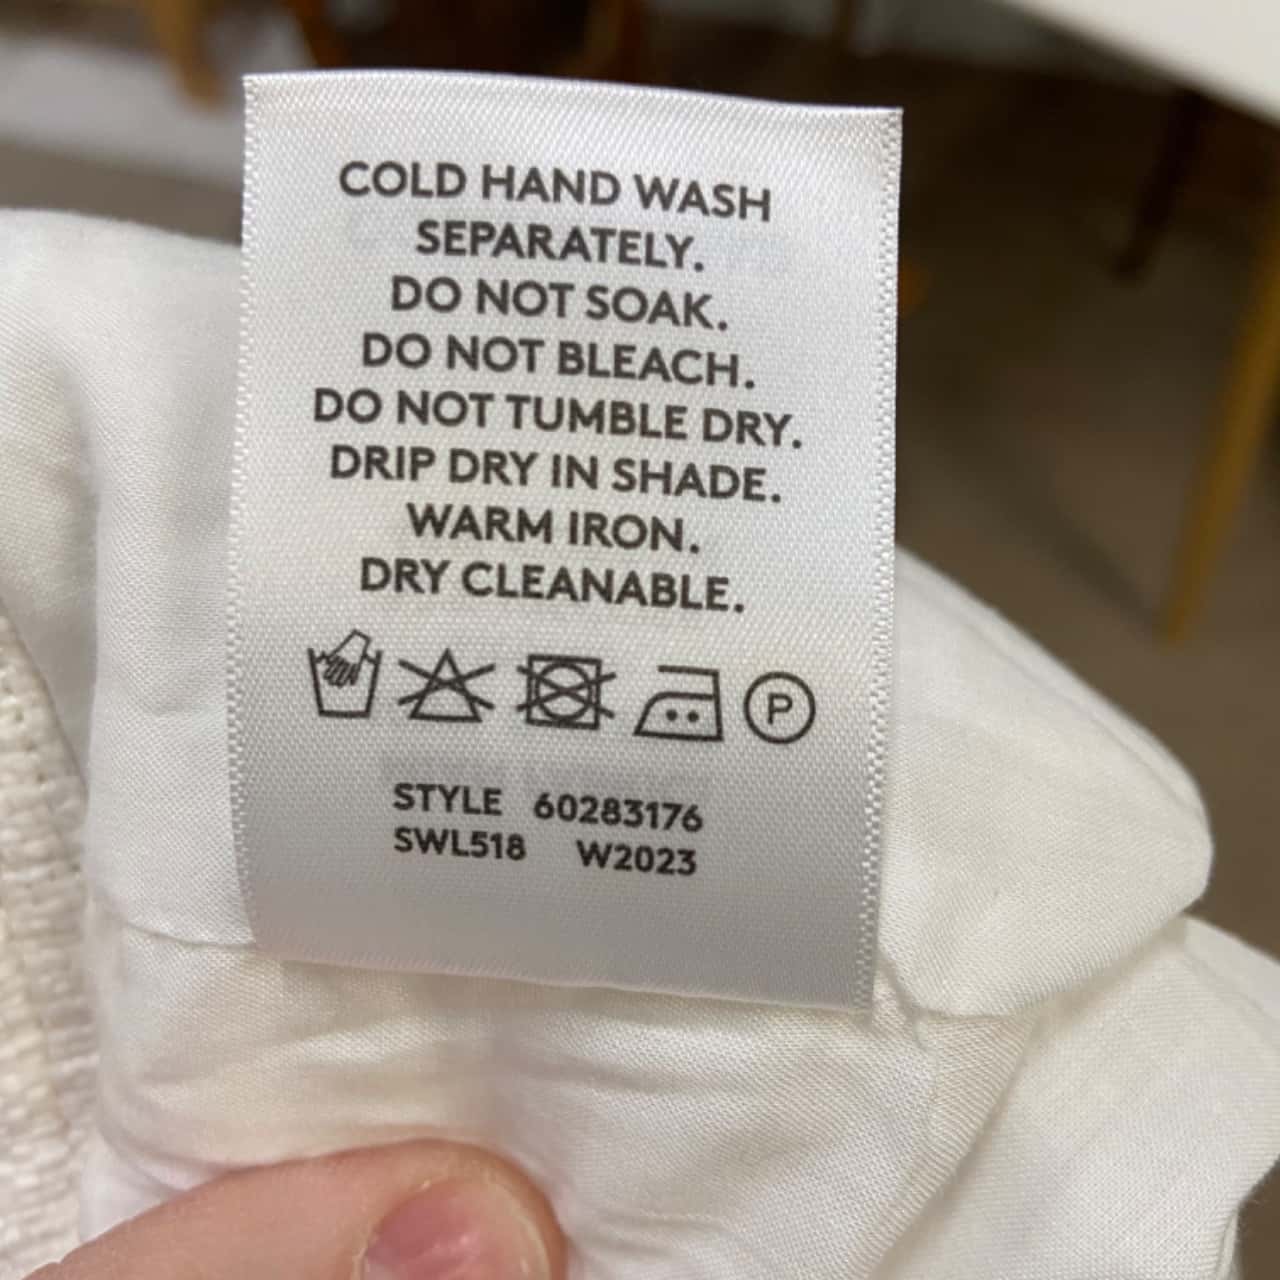 COLD HAND WASH
SEPARATELY.
DO NOT SOAK.
DO NOT BLEACH.
DO NOT TUMBLE DRY.
DRIP DRY IN SHADE.
WARM IRON.
DRY CLEANABLE.
P
STYLE 60283176
SWL518 W2023